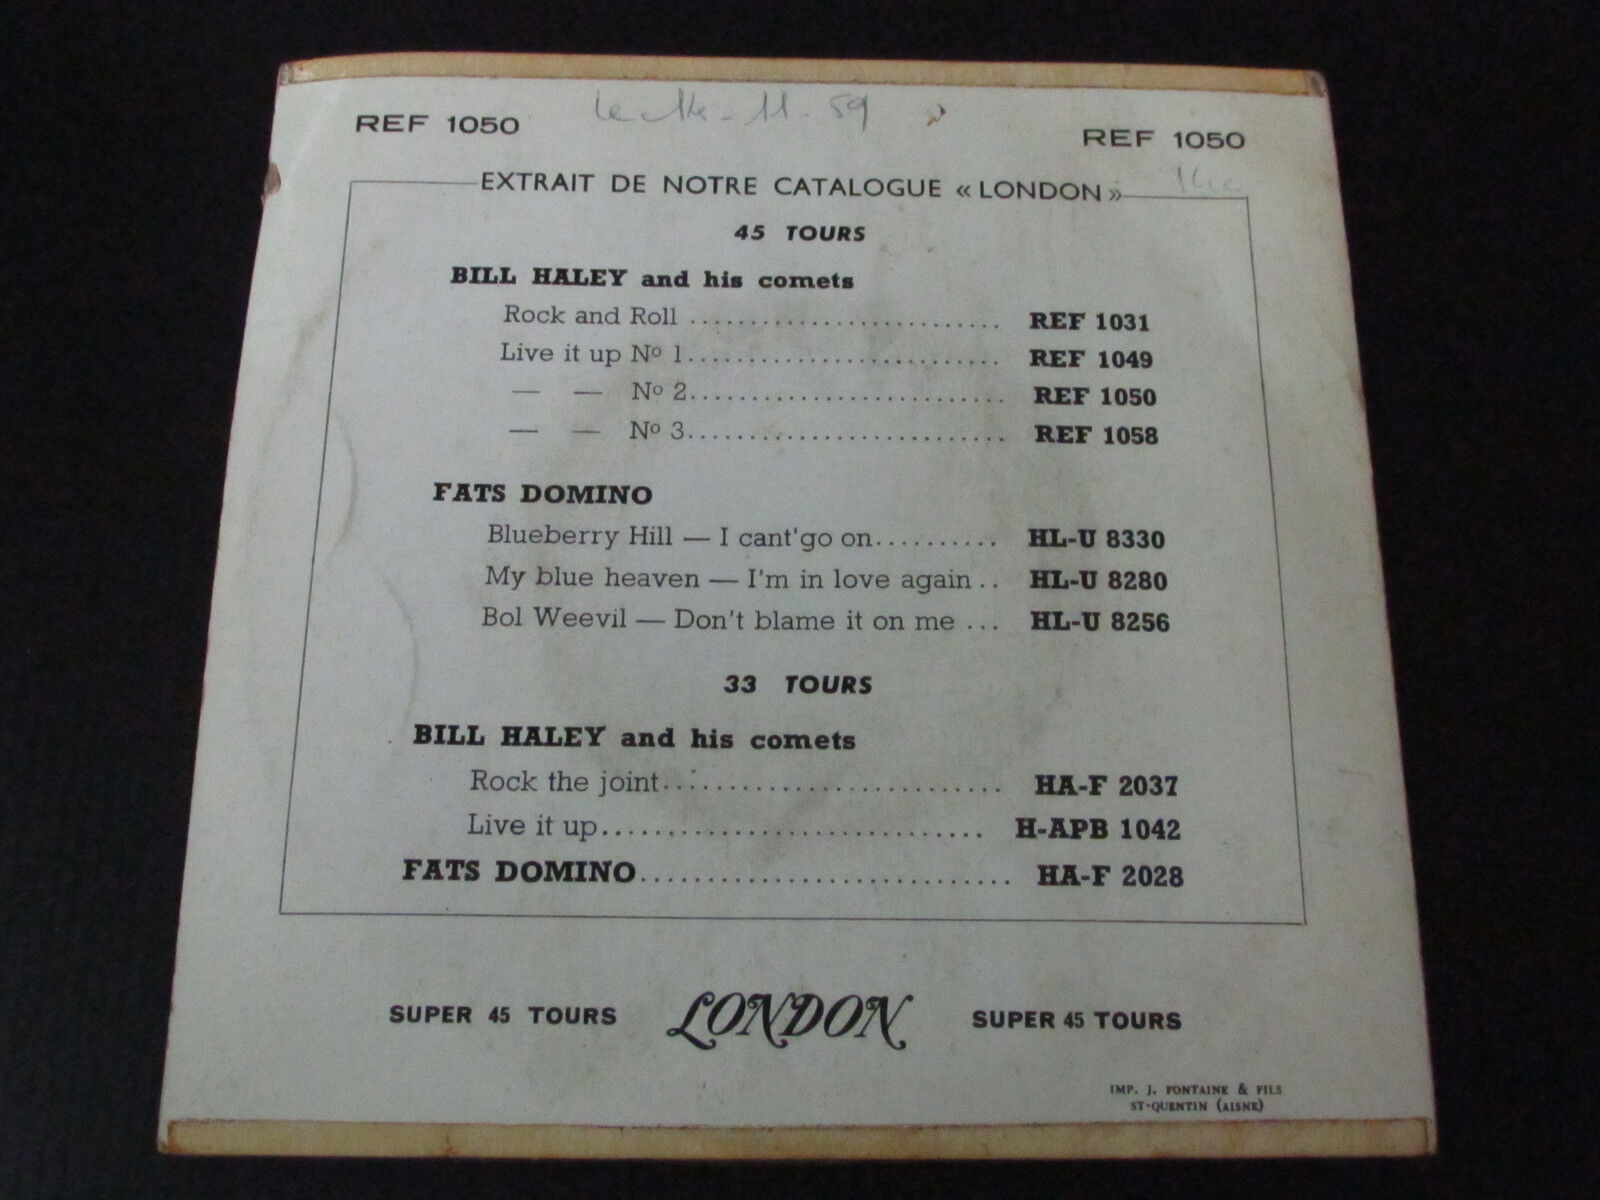 REF 1050 11 - 59 REF 1050
EXTRAIT DE NOTRE CATALOGUE « LONDON »
45 TOURS
BILL HALEY and his comets
Rock and Roll .......................... REF 1031
Live it up Nº 1.......................... REF 1049
— — Nº 2.......................... REF 1050
— — Nº 3.......................... REF 1058
FATS DOMINO
Blueberry Hill — I cant'go on.......... HL-U 8330
My blue heaven — I'm in love again .. HL-U 8280
Bol Weevil — Don't blame it on me ... HL-U 8256
33 TOURS
BILL HALEY and his comets
Rock the joint.......................... HA-F 2037
Live it up............................. H-APB 1042
FATS DOMINO............................ HA-F 2028
SUPER 45 TOURS LONDON SUPER 45 TOURS
IMP. J. FONTAINE & FILS
ST-QUENTIN (AISNE)